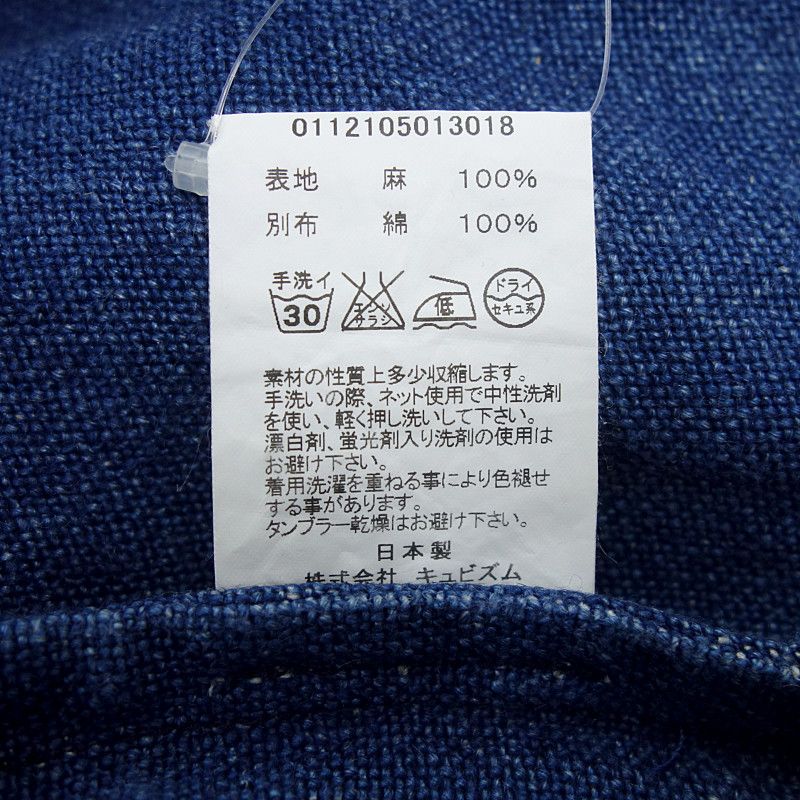 0112105013018
表地 麻 100%
別布 綿 100%
手洗イ
30
エンソ
サラシ
低
ドライ
セキユ系
素材の性質上多少収縮します。
手洗いの際、ネット使用で中性洗剤
を使い、軽く押し洗いして下さい。
漂白剤、蛍光剤入り洗剤の使用は
お避け下さい。
着用洗濯を重ねる事により色褪せ
する事があります。
タンブラー乾燥はお避け下さい。
日本製
株式会社 キュビズム